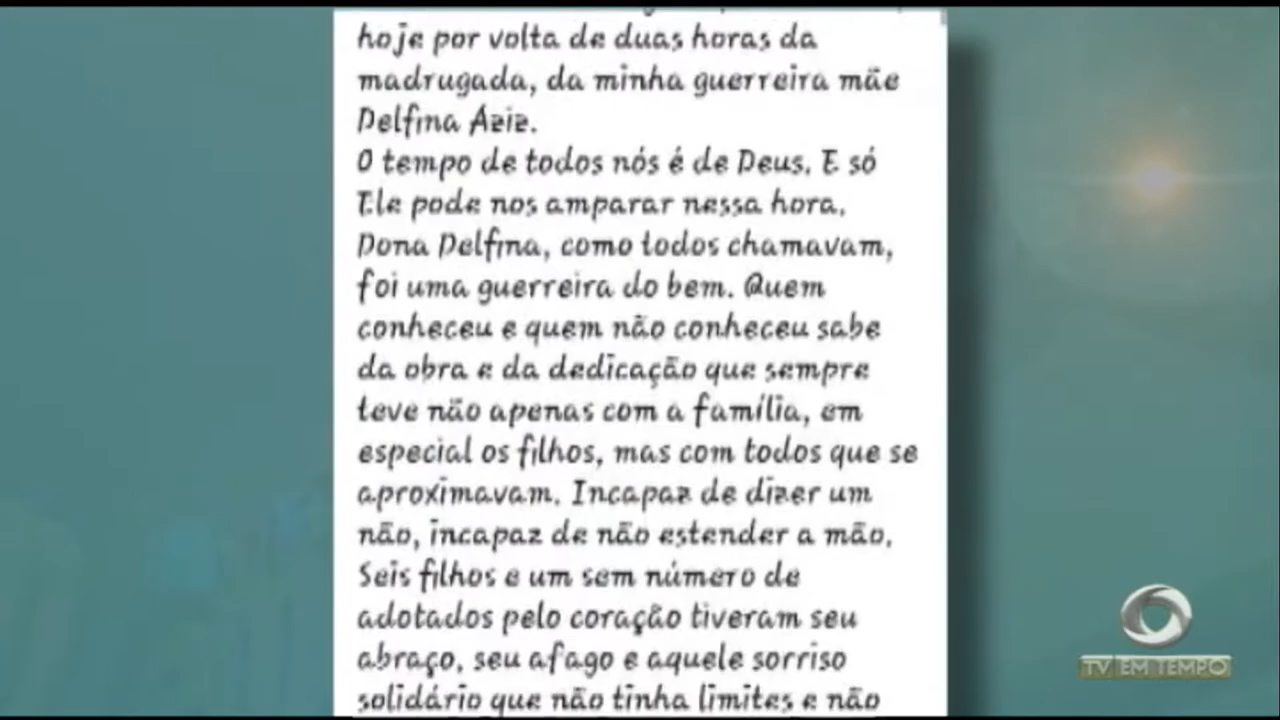 hoje por volta de duas horas da
madrugada, da minha guerreira mãe
Delfina Aziz.
O tempo de todos nós é de Deus. E só
Ele pode nos amparar nessa hora.
Dona Delfina, como todos chamavam,
foi uma guerreira do bem. Quem
conheceu e quem não conheceu sabe
da obra e da dedicação que sempre
teve não apenas com a família, em
especial os filhos, mas com todos que se
aproximavam. Incapaz de dizer um
não, incapaz de não estender a mão.
Seis filhos e um sem número de
adotados pelo coração tiveram seu
abraço, seu afago e aquele sorriso
solidário que não tinha limites e não
TV EM TEMPO